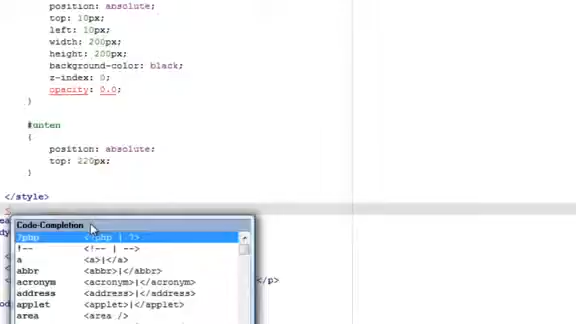 position: ansolute;
top: 10px;
left: 10px;
width: 200px;
height: 200px;
background-color: black;
z-index: 0;
opacity: 0.0;
}
#unten
{
position: absolute;
top: 220px;
}
</style>
<
Code-Completion
?php <?php | ?>
!-- <!-- | -->
a <a>|</a>
abbr <abbr>|</abbr>
acronym <acronym>|</acronym>
address <address>|</address>
applet <applet>|</applet>
area <area />
</p>